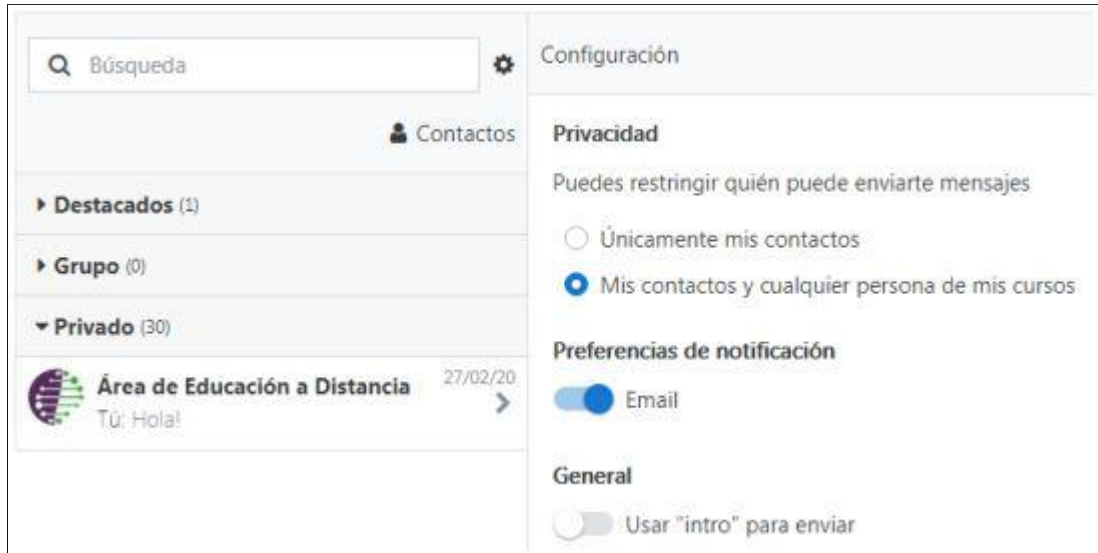 Búsqueda
Contactos
Destacados (1)
Grupo (0)
Privado (30)
Área de Educación a Distancia
27/02/20
Tú: Hola!
Configuración
Privacidad
Puedes restringir quién puede enviarte mensajes
Únicamente mis contactos
Mis contactos y cualquier persona de mis cursos
Preferencias de notificación
Email
General
Usar "intro" para enviar